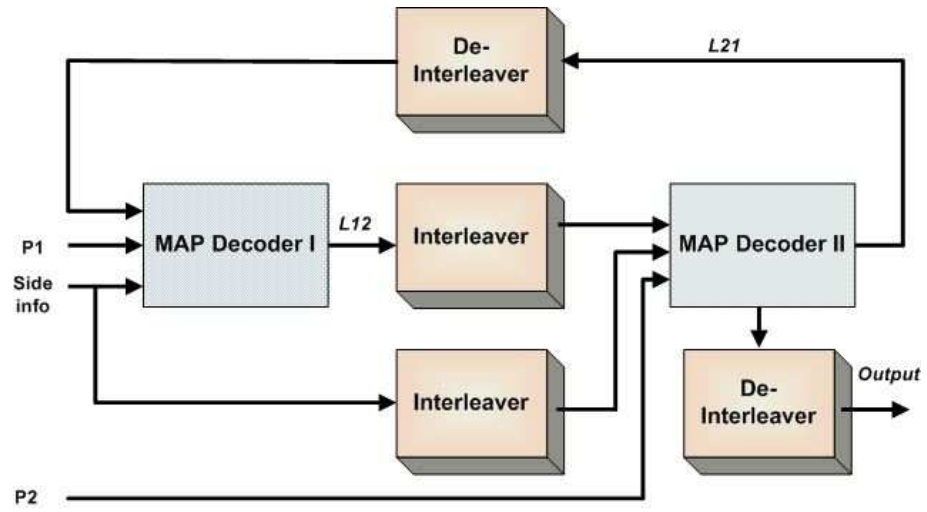 De-
Interleaver
L21
MAP Decoder I
L12
Interleaver
MAP Decoder II
P1
Side
info
Interleaver
De-
Interleaver
Output
P2